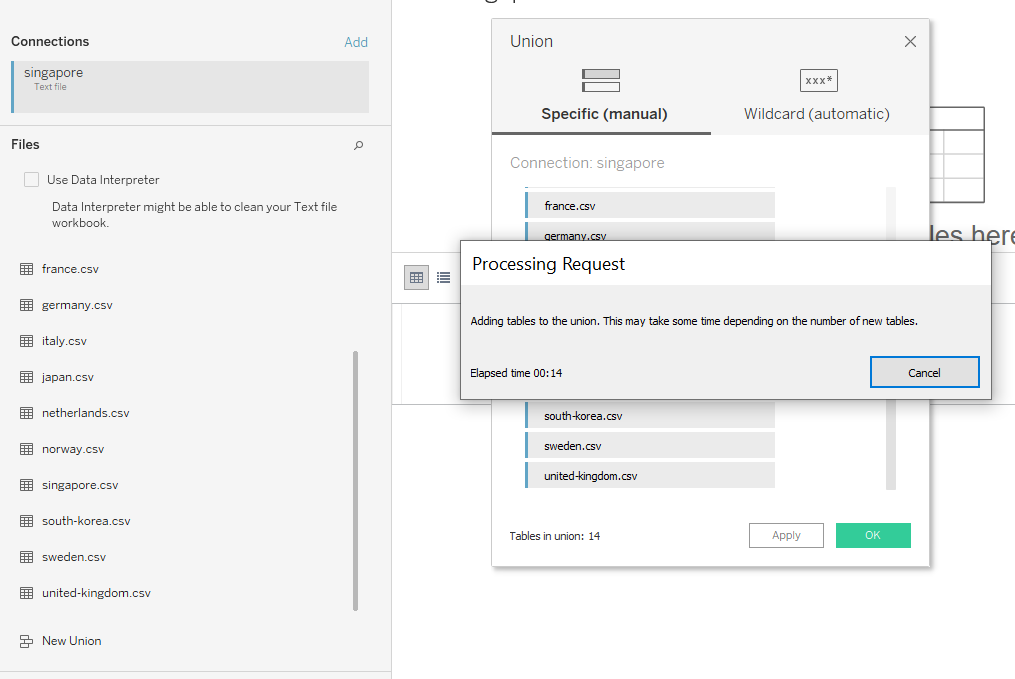 Connections
Add
singapore
Text file
Files
Use Data Interpreter
Data Interpreter might be able to clean your Text file
workbook.
france.csv
germany.csv
italy.csv
japan.csv
netherlands.csv
norway.csv
singapore.csv
south-korea.csv
sweden.csv
united-kingdom.csv
New Union
Union
Specific (manual)
xxx*
Wildcard (automatic)
Connection: singapore
france.csv
germany.csv
les here
Processing Request
Adding tables to the union. This may take some time depending on the number of new tables.
Elapsed time 00:14
Cancel
south-korea.csv
sweden.csv
united-kingdom.csv
Tables in union: 14
Apply
OK